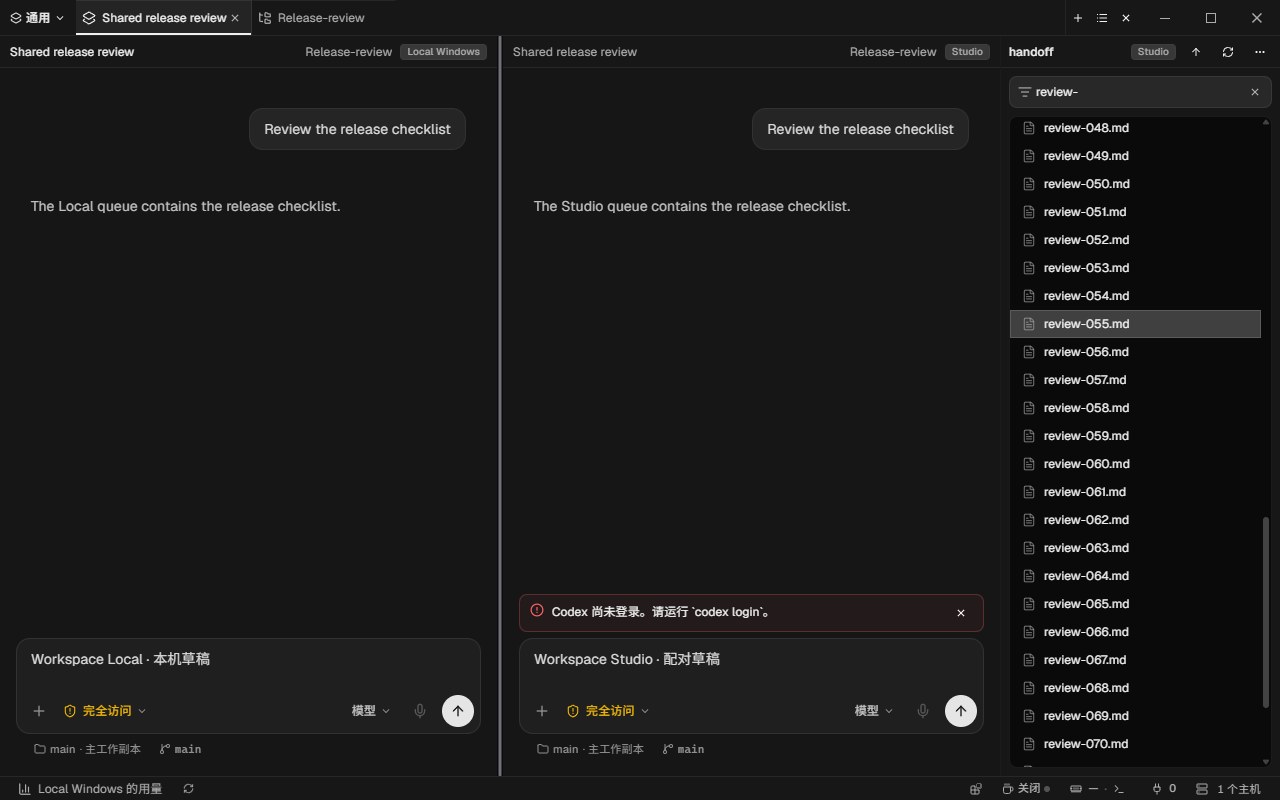 通用
Shared release review
Release-review
Shared release review
Release-review
Local Windows
Shared release review
Release-review
Studio
handoff
Studio
review-
Review the release checklist
The Local queue contains the release checklist.
Review the release checklist
The Studio queue contains the release checklist.
review-048.md
review-049.md
review-050.md
review-051.md
review-052.md
review-053.md
review-054.md
review-055.md
review-056.md
review-057.md
review-058.md
review-059.md
review-060.md
review-061.md
review-062.md
review-063.md
review-064.md
review-065.md
review-066.md
review-067.md
review-068.md
review-069.md
review-070.md
Workspace Local · 本机草稿
完全访问
模型
main · 主工作副本
main
Codex 尚未登录。请运行 `codex login`。
Workspace Studio · 配对草稿
完全访问
模型
main · 主工作副本
main
Local Windows 的用量
关闭
— ·
0
1 个主机